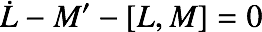 L̇ − M′ − [L, M] = 0